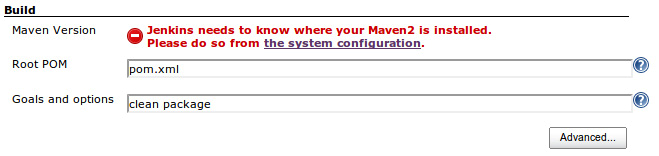 Build
Maven Version
Jenkins needs to know where your Maven2 is installed.
Please do so from the system configuration.
Root POM
pom.xml
Goals and options
clean package
Advanced...